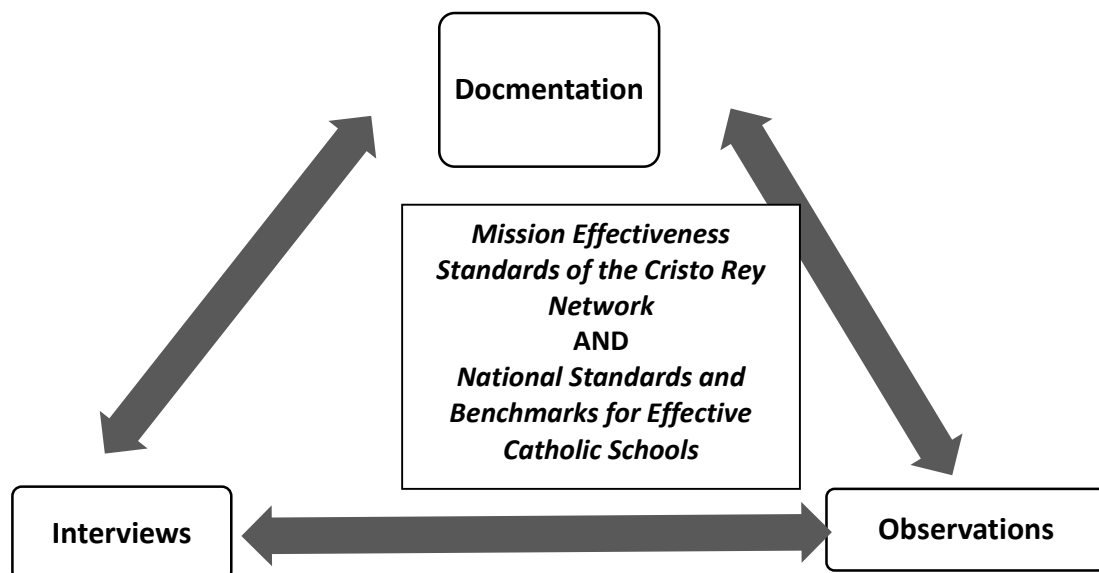 Docmentation
Mission Effectiveness
Standards of the Cristo Rey
Network
AND
National Standards and
Benchmarks for Effective
Catholic Schools
Interviews
Observations